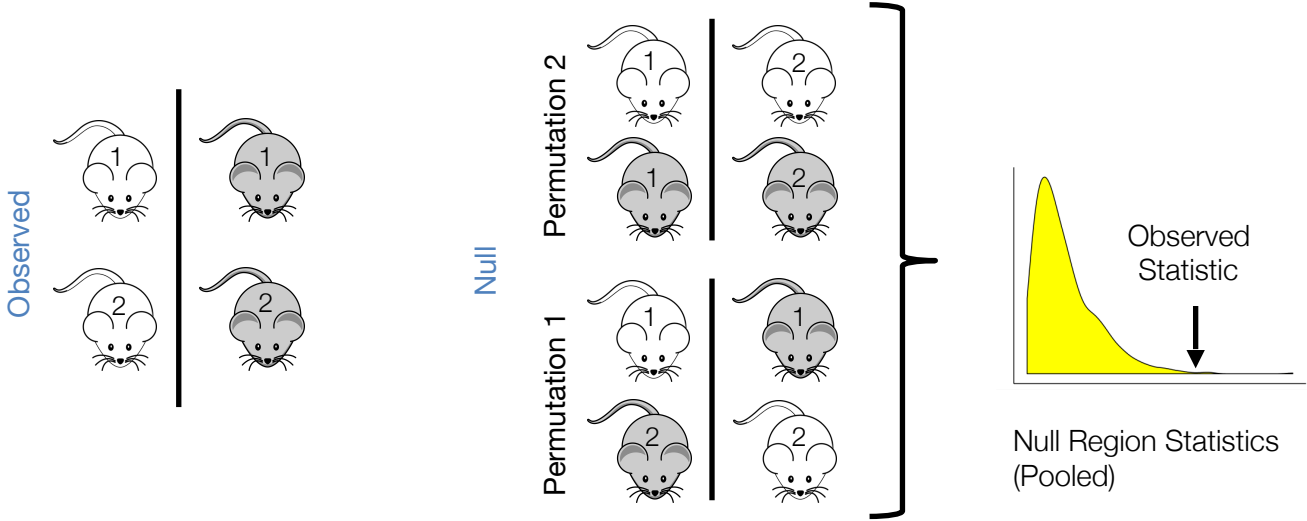 Observed
1
1
2
2
Null
Permutation 2
1
2
1
2
Permutation 1
1
1
2
2
Observed
Statistic
Null Region Statistics
(Pooled)